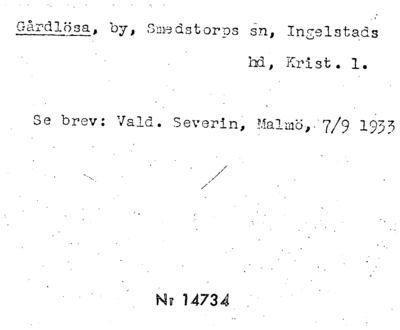 Gårdlösa, by, Smedstorps sn, Ingelstads
hd, Krist. l.
Se brev: Vald. Severin, Malmö, 7/9 1933
Nr 14734